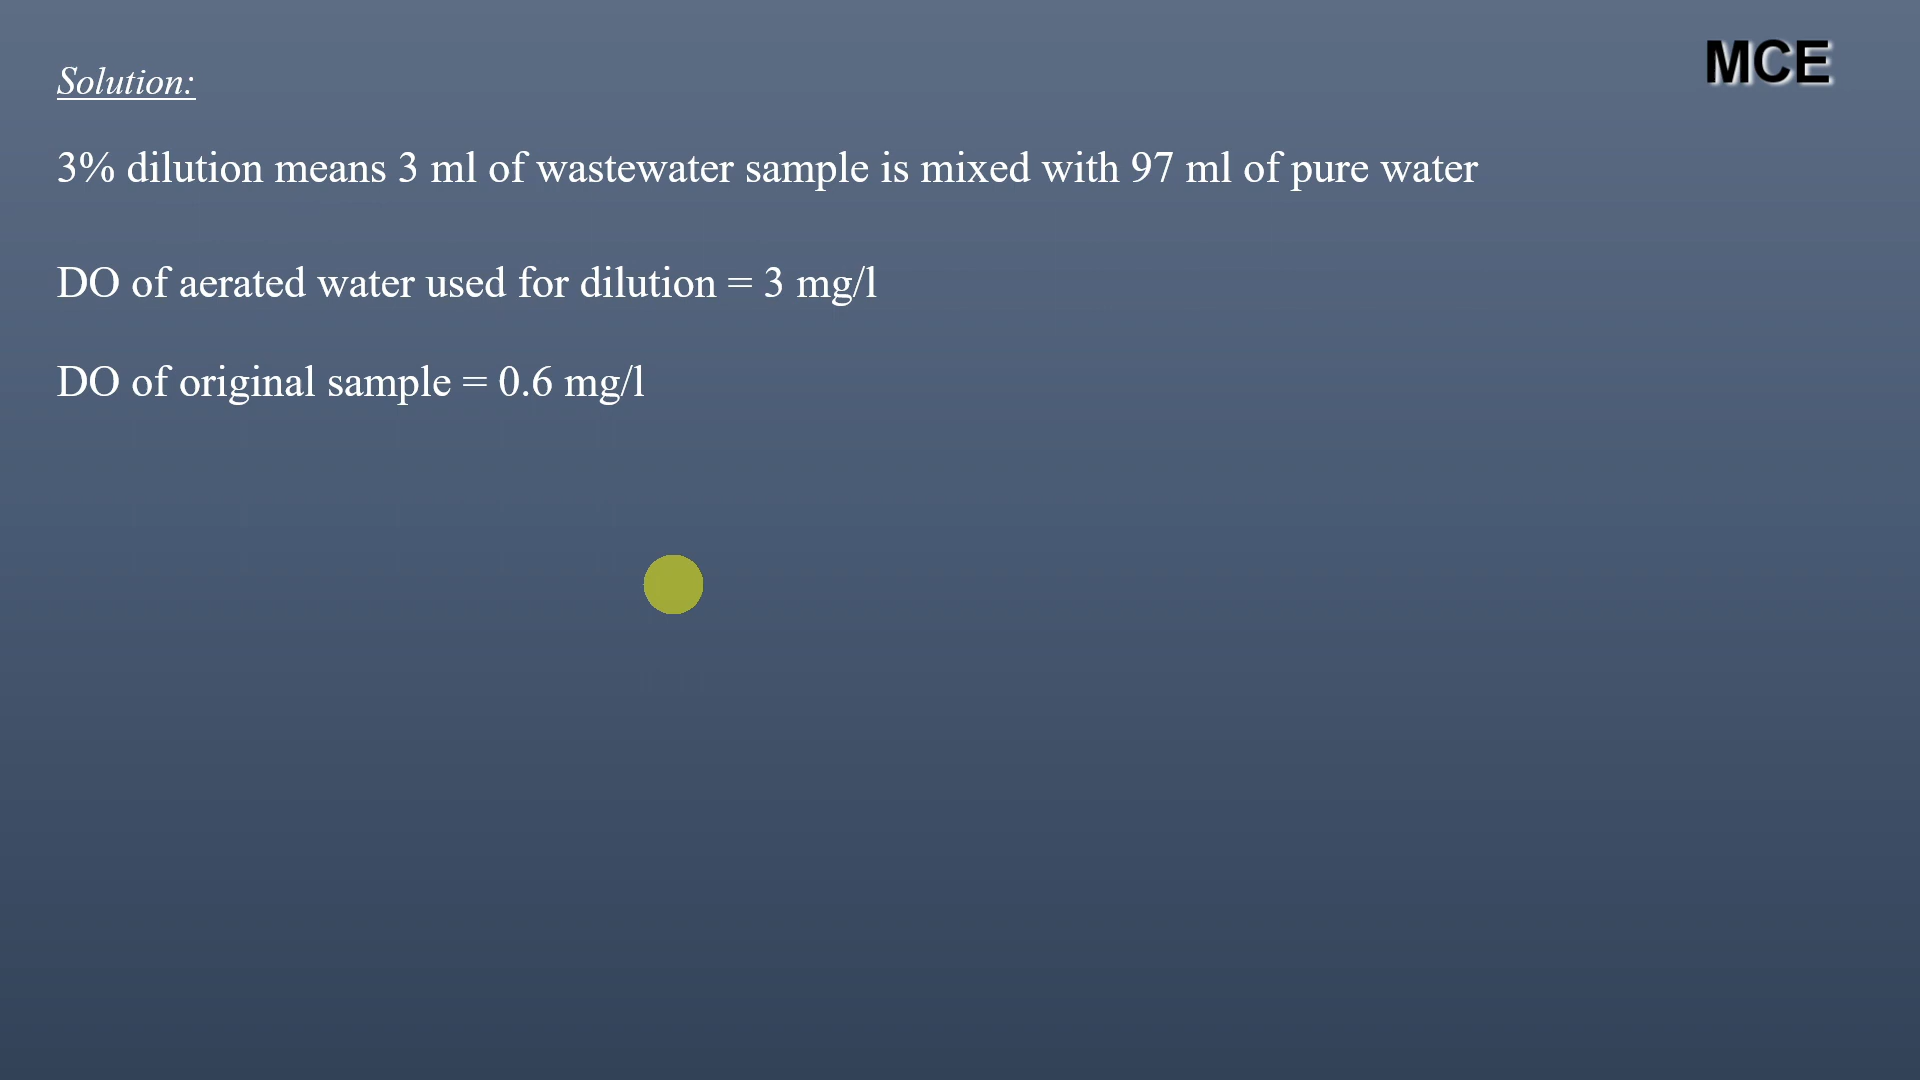 MCE
Solution:
3% dilution means 3 ml of wastewater sample is mixed with 97 ml of pure water
DO of aerated water used for dilution = 3 mg/l
DO of original sample = 0.6 mg/l